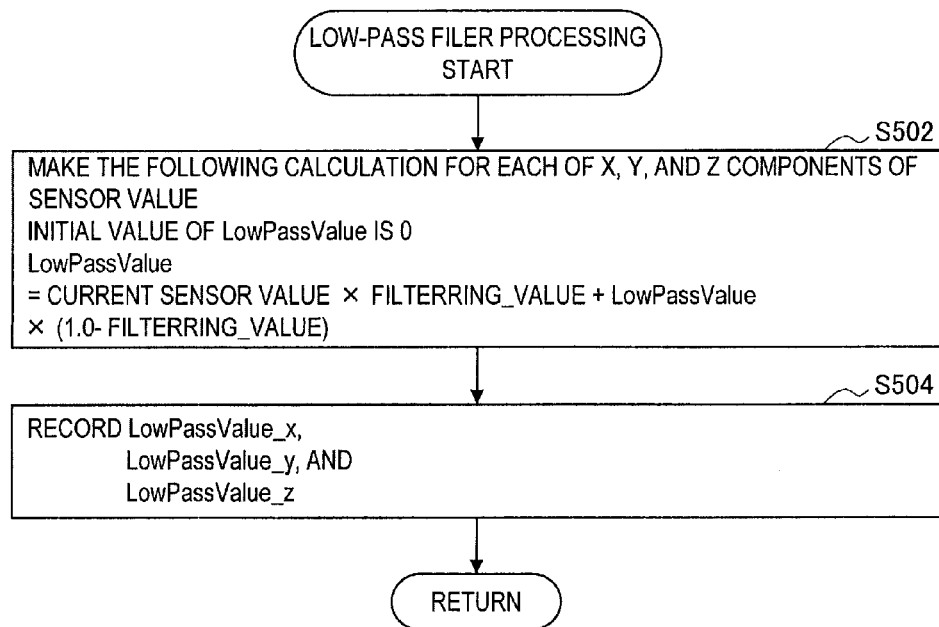 LOW-PASS FILER PROCESSING
START
S502
MAKE THE FOLLOWING CALCULATION FOR EACH OF X, Y, AND Z COMPONENTS OF
SENSOR VALUE
INITIAL VALUE OF LowPassValue IS 0
LowPassValue
= CURRENT SENSOR VALUE × FILTERRING_VALUE + LowPassValue
× (1.0- FILTERRING_VALUE)
S504
RECORD LowPassValue_x,
LowPassValue_y, AND
LowPassValue_z
RETURN